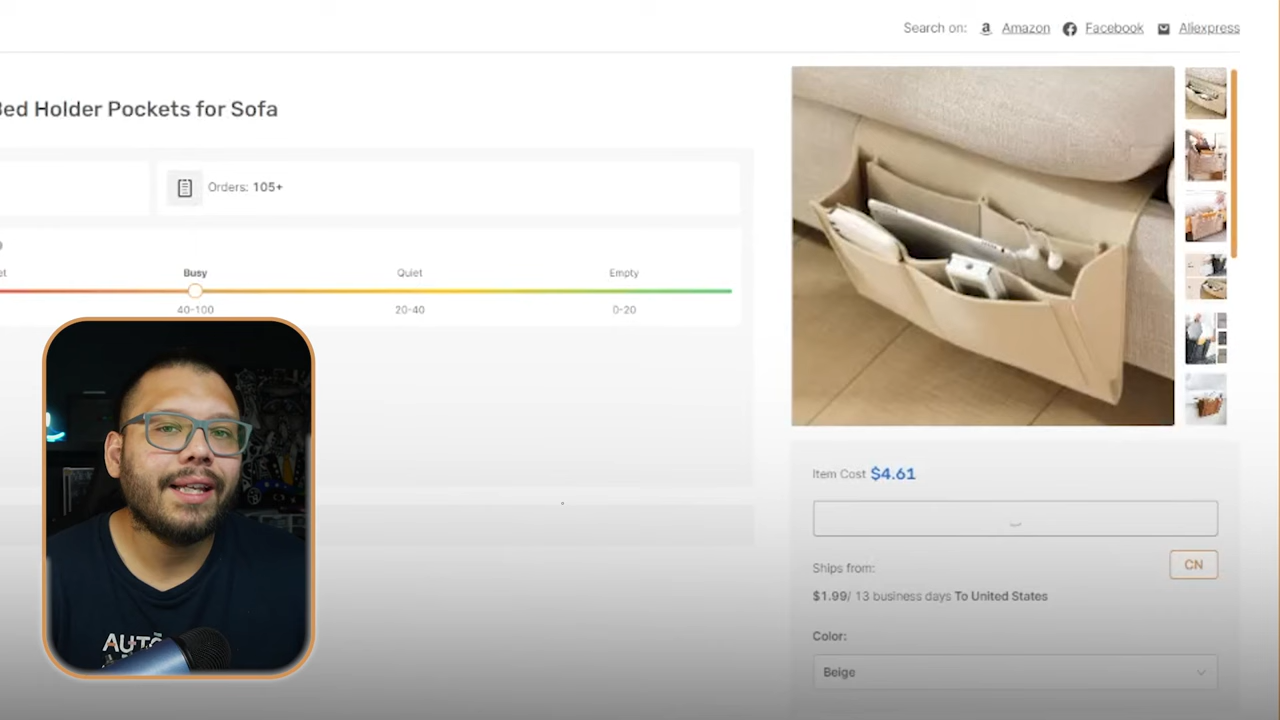 Search on: Amazon Facebook Aliexpress
Bed Holder Pockets for Sofa
Orders: 105+
Busy Quiet Empty
40-100 20-40 0-20
Item Cost $4.61
Ships from: CN
$1.99/ 13 business days To United States
Color:
Beige
AUTO